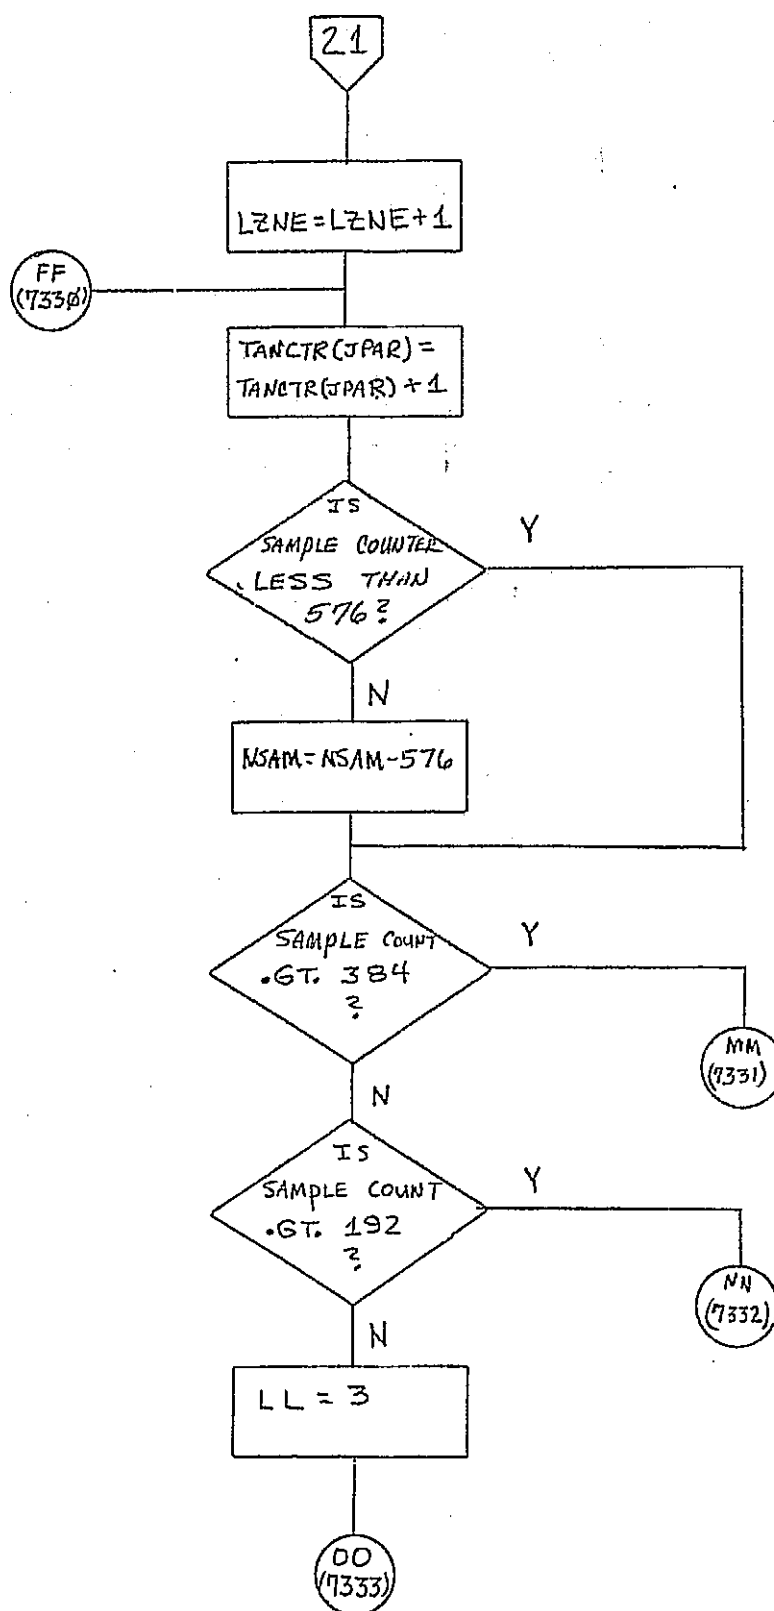 21
LZNE=LZNE+1
FF
(733Ø)
TANCTR(JPAR)=
TANCTR(JPAR)+1
IS
SAMPLE COUNTER
LESS THAN
576?
Y
N
NSAM=NSAM-576
IS
SAMPLE COUNT
.GT. 384
?
Y
MM
(7331)
N
IS
SAMPLE COUNT
.GT. 192
?
Y
NN
(7332)
N
LL = 3
OO
(7333)